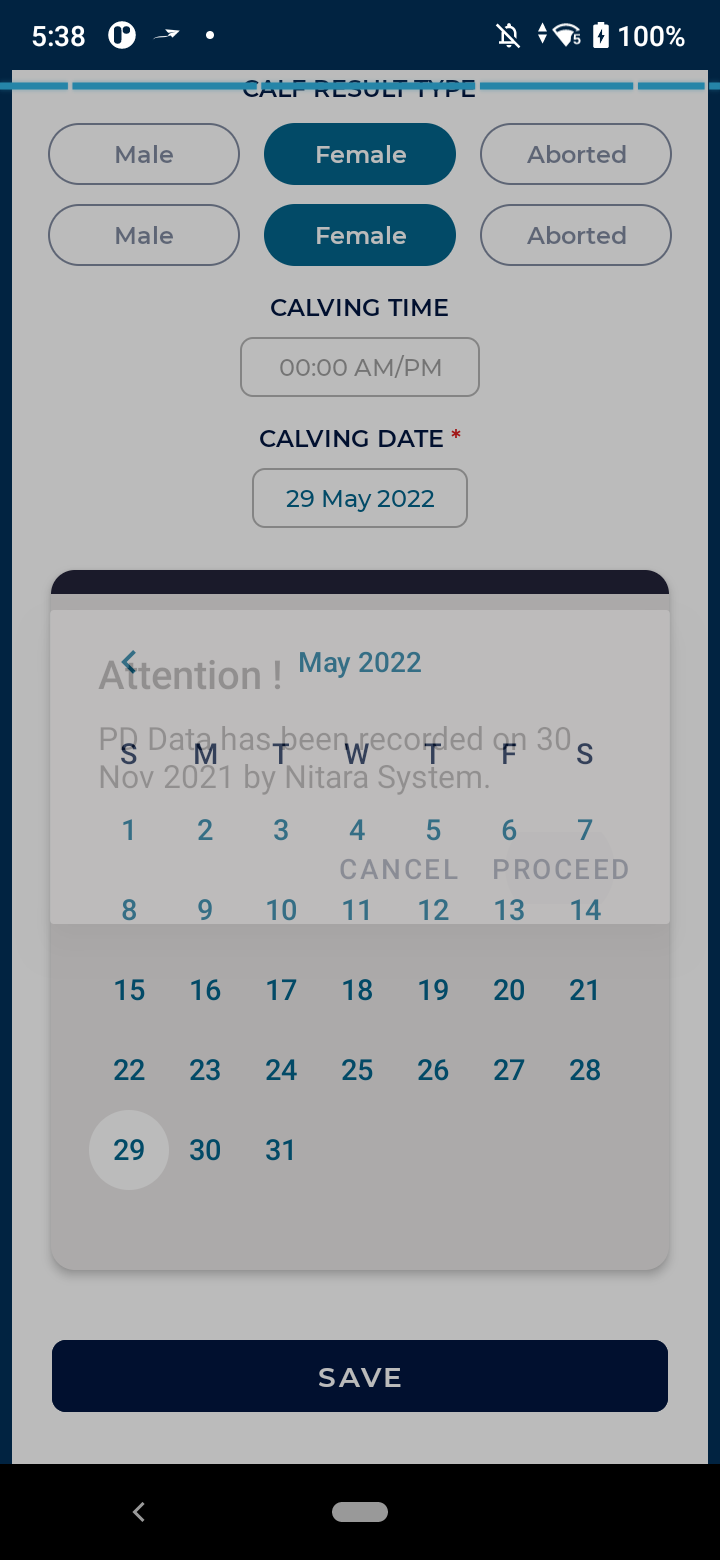 5:38
5
100%
CALF RESULT TYPE
Male Female Aborted
Male Female Aborted
CALVING TIME
00:00 AM/PM
CALVING DATE *
29 May 2022
May 2022
Attention !
PD Data has been recorded on 30
Nov 2021 by Nitara System.
CANCEL PROCEED
S M T W T F S
1 2 3 4 5 6 7
8 9 10 11 12 13 14
15 16 17 18 19 20 21
22 23 24 25 26 27 28
29 30 31
SAVE